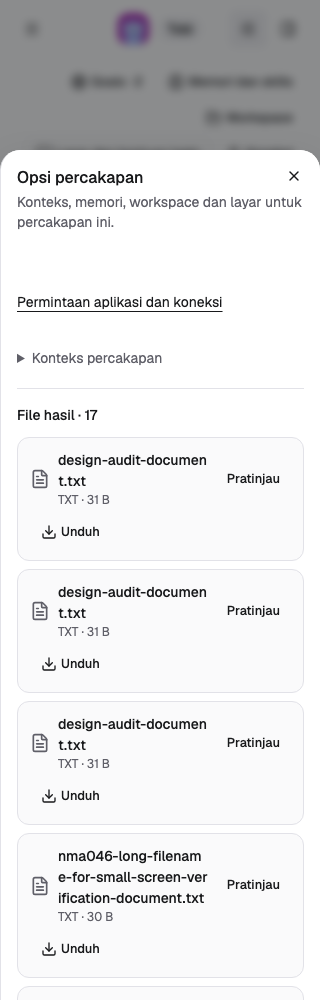 Opsi percakapan
Konteks, memori, workspace dan layar untuk
percakapan ini.
Permintaan aplikasi dan koneksi
Konteks percakapan
File hasil · 17
design-audit-documen
t.txt
TXT · 31 B
Pratinjau
Unduh
design-audit-documen
t.txt
TXT · 31 B
Pratinjau
Unduh
design-audit-documen
t.txt
TXT · 31 B
Pratinjau
Unduh
nma046-long-filenam
e-for-small-screen-ver
ification-document.txt
TXT · 30 B
Pratinjau
Unduh